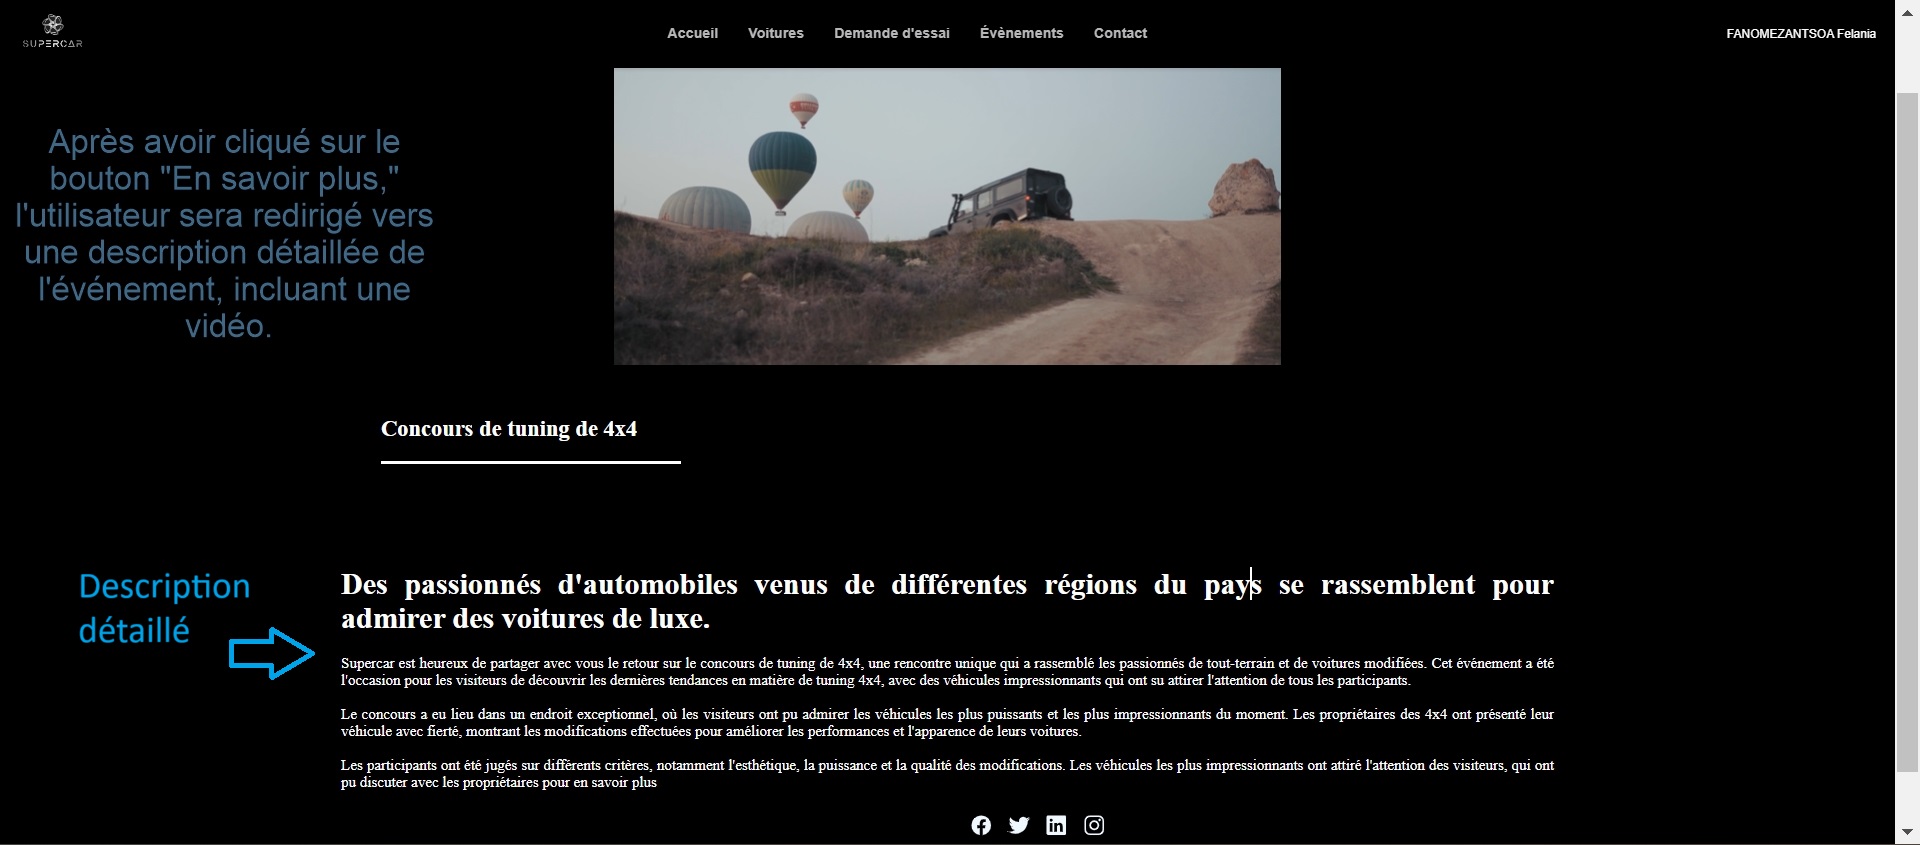 SUPERCAR
Accueil Voitures Demande d'essai Évènements Contact
FANOMEZANTSOA Felania
Après avoir cliqué sur le
bouton "En savoir plus,"
l'utilisateur sera redirigé vers
une description détaillée de
l'événement, incluant une
vidéo.
Concours de tuning de 4x4
Description
détaillé
Des passionnés d'automobiles venus de différentes régions du pays se rassemblent pour
admirer des voitures de luxe.
Supercar est heureux de partager avec vous le retour sur le concours de tuning de 4x4, une rencontre unique qui a rassemblé les passionnés de tout-terrain et de voitures modifiées. Cet événement a été
l'occasion pour les visiteurs de découvrir les dernières tendances en matière de tuning 4x4, avec des véhicules impressionnants qui ont su attirer l'attention de tous les participants.
Le concours a eu lieu dans un endroit exceptionnel, où les visiteurs ont pu admirer les véhicules les plus puissants et les plus impressionnants du moment. Les propriétaires des 4x4 ont présenté leur
véhicule avec fierté, montrant les modifications effectuées pour améliorer les performances et l'apparence de leurs voitures.
Les participants ont été jugés sur différents critères, notamment l'esthétique, la puissance et la qualité des modifications. Les véhicules les plus impressionnants ont attiré l'attention des visiteurs, qui ont
pu discuter avec les propriétaires pour en savoir plus